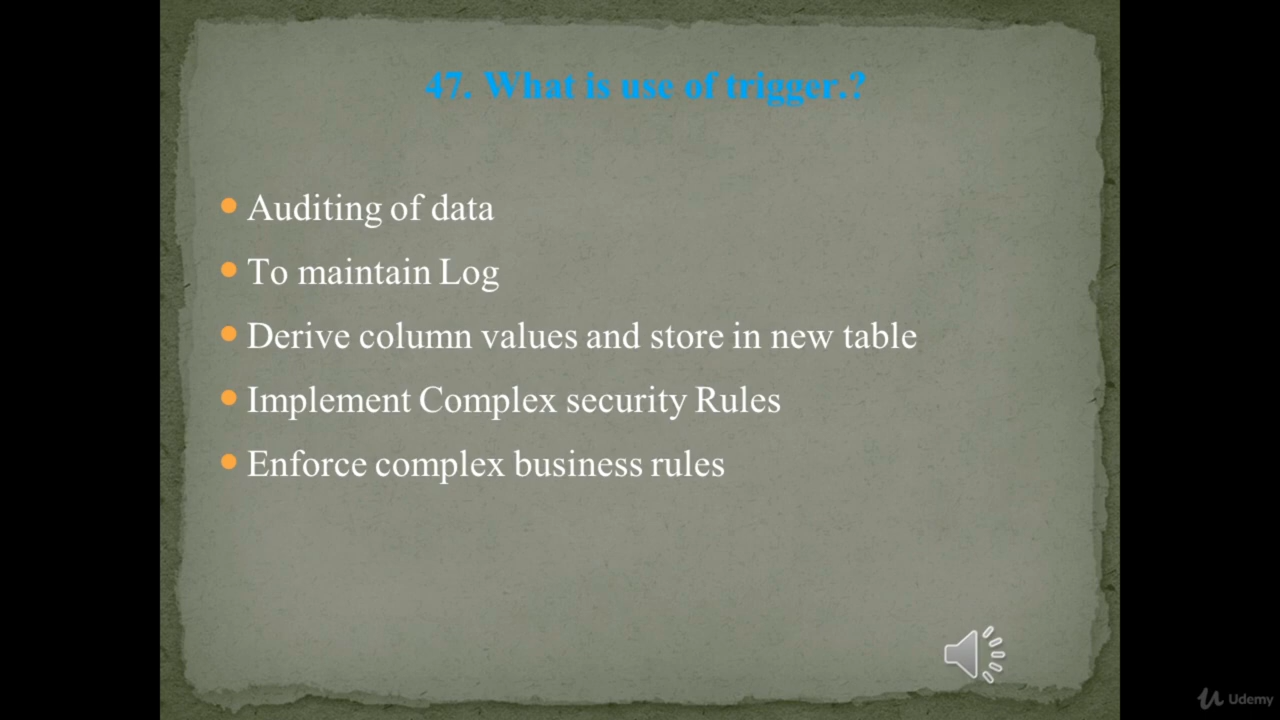 47. What is use of trigger.?
Auditing of data
To maintain Log
Derive column values and store in new table
Implement Complex security Rules
Enforce complex business rules
Udemy